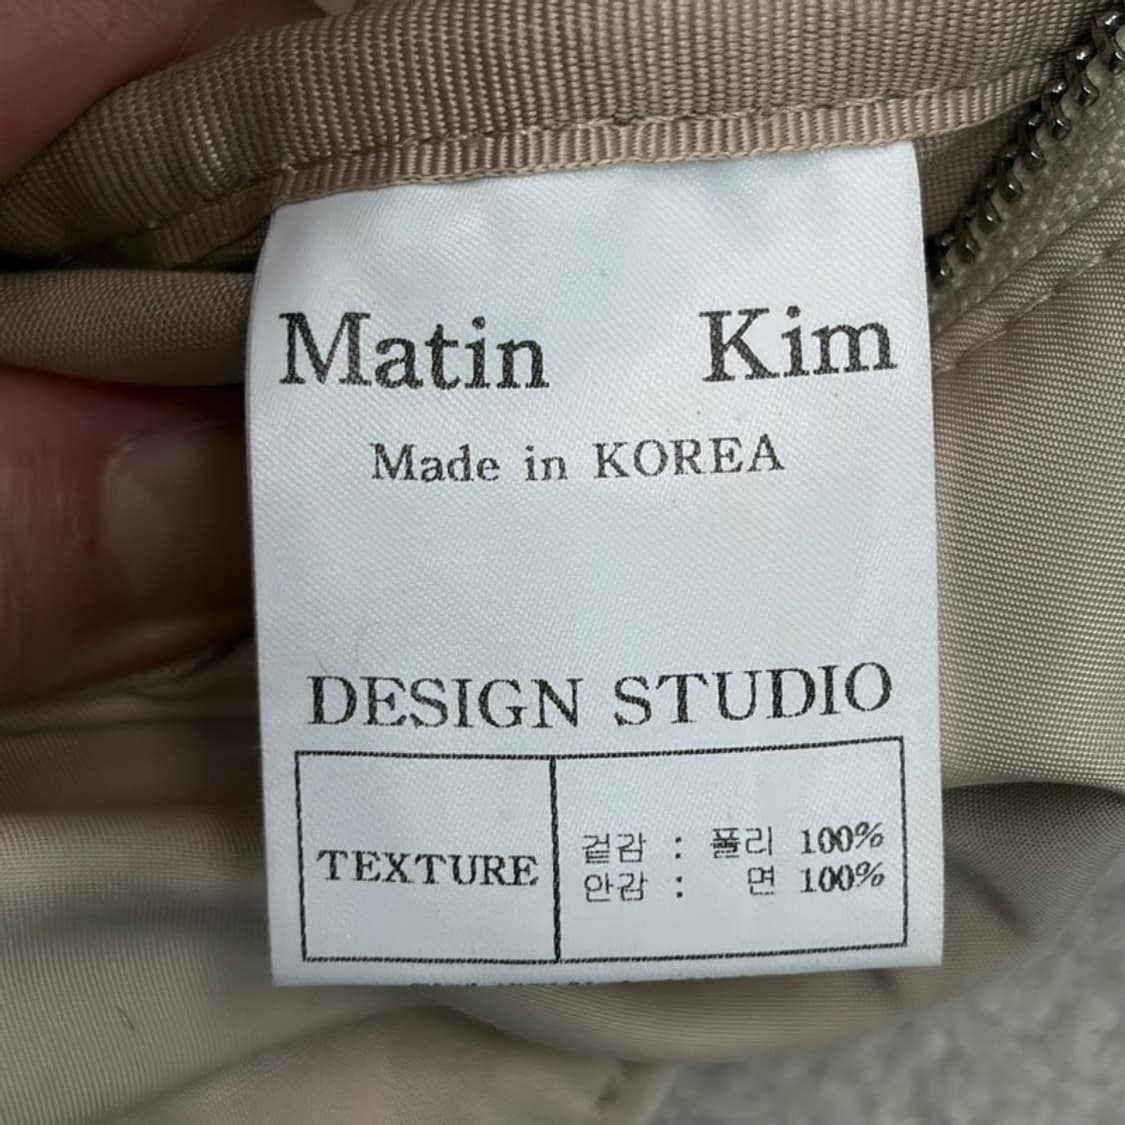 Matin Kim
Made in KOREA
DESIGN STUDIO
TEXTURE
겉감 : 폴리 100%
안감 : 면 100%